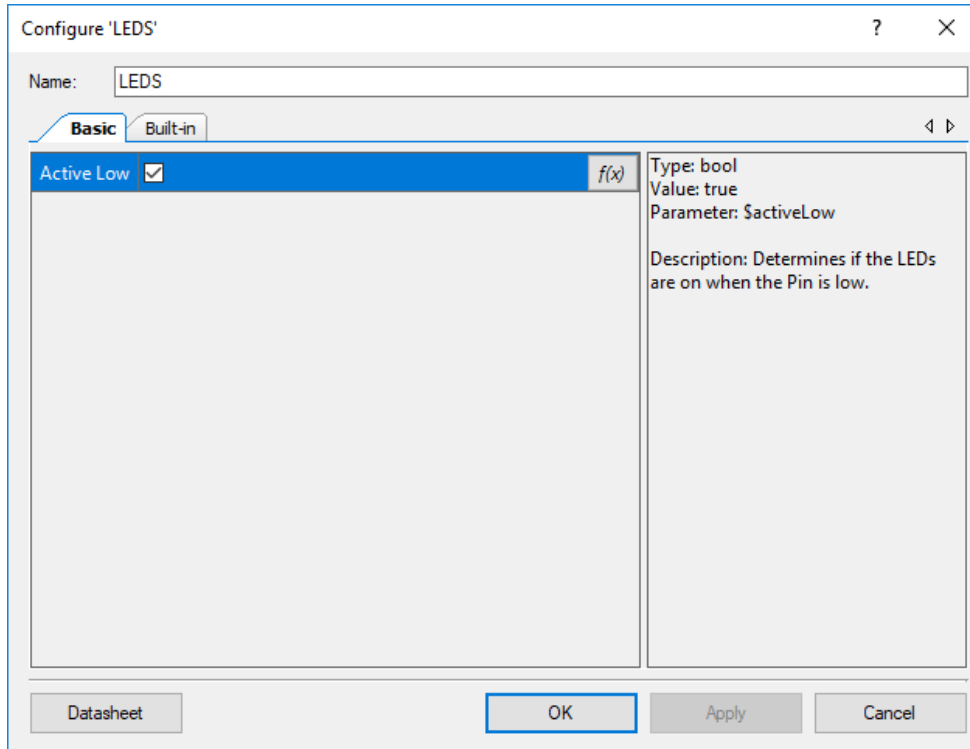 Configure 'LEDS'
?
Name: LEDS
Basic Built-in
Active Low f(x)
Type: bool
Value: true
Parameter: $activeLow
Description: Determines if the LEDs
are on when the Pin is low.
Datasheet OK Apply Cancel